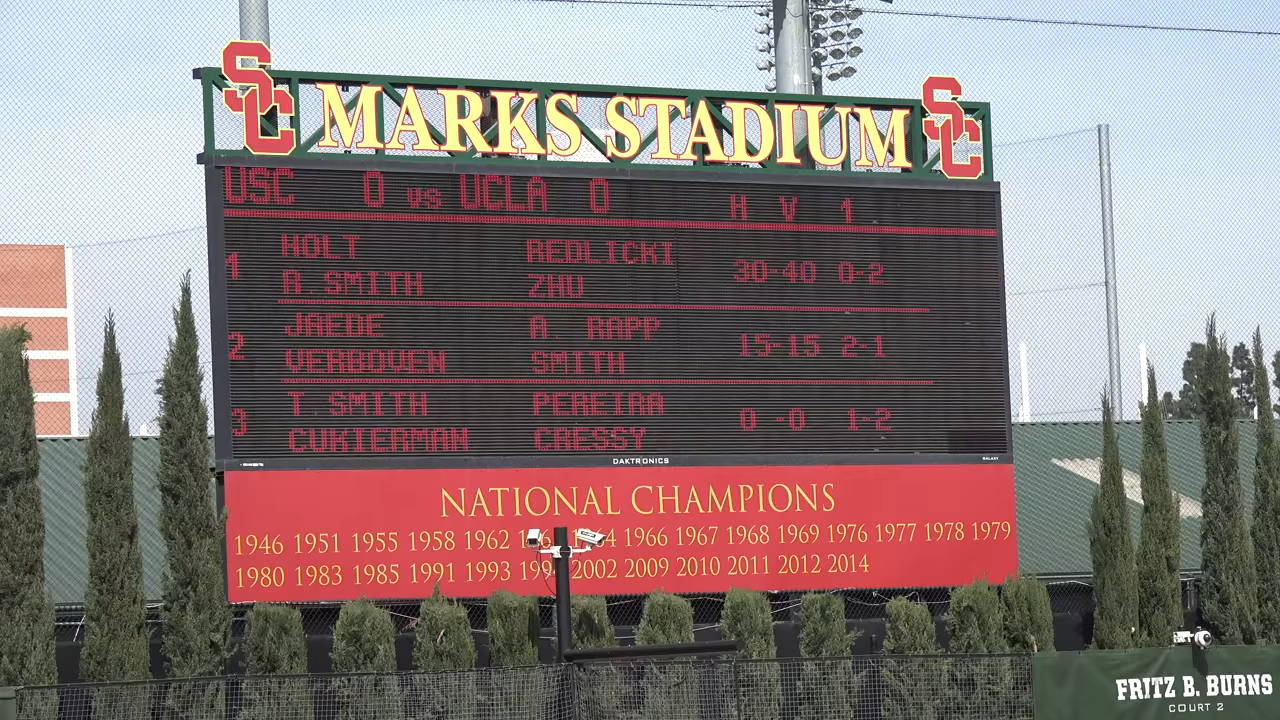 SC MARKS STADIUM SC
USC 0 VS UCLA 0 H V 1
1 HOLT REDLICKI 30-40 0-2
R.SMITH ZHU
2 JAEDE A. RAPP 15-15 2-1
VERBOVEN SMITH
3 T.SMITH PEREIRA 0-0 1-2
CUKIERMAN CRESSY
DAKTRONICS
GALAXY
NATIONAL CHAMPIONS
1946 1951 1955 1958 1962 1966 1967 1968 1969 1976 1977 1978 1979
1980 1983 1985 1991 1993 2002 2009 2010 2011 2012 2014
FRITZ B. BURNS
COURT 2